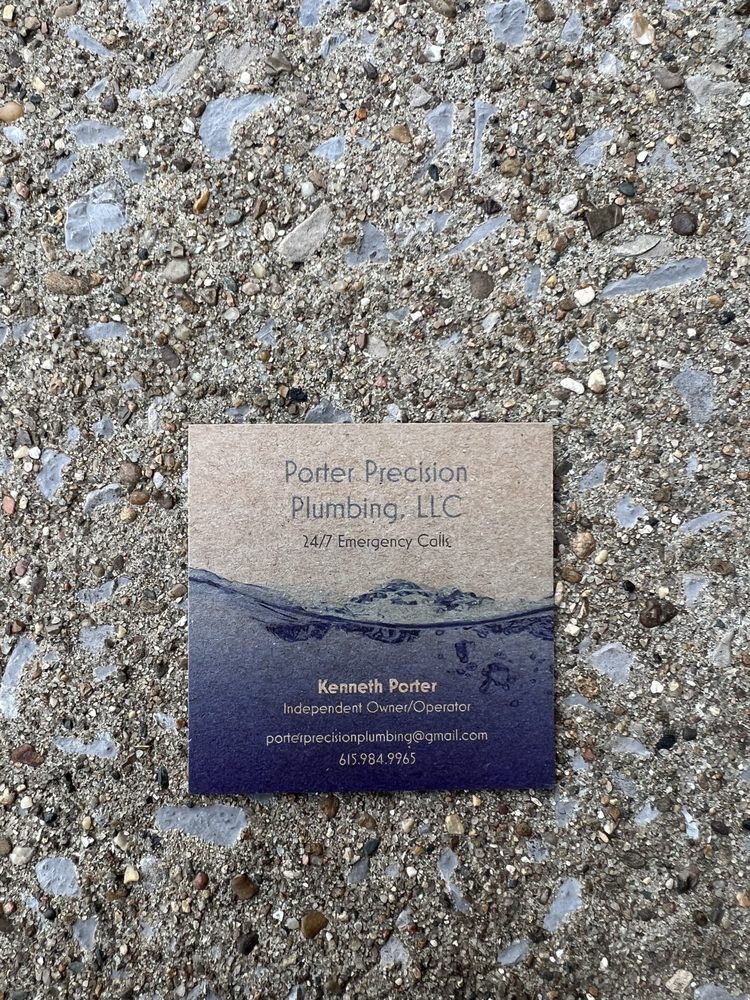 Porter Precision
Plumbing, LLC
24/7 Emergency Calls
Kenneth Porter
Independent Owner/Operator
porterprecisionplumbing@gmail.com
615.984.9965